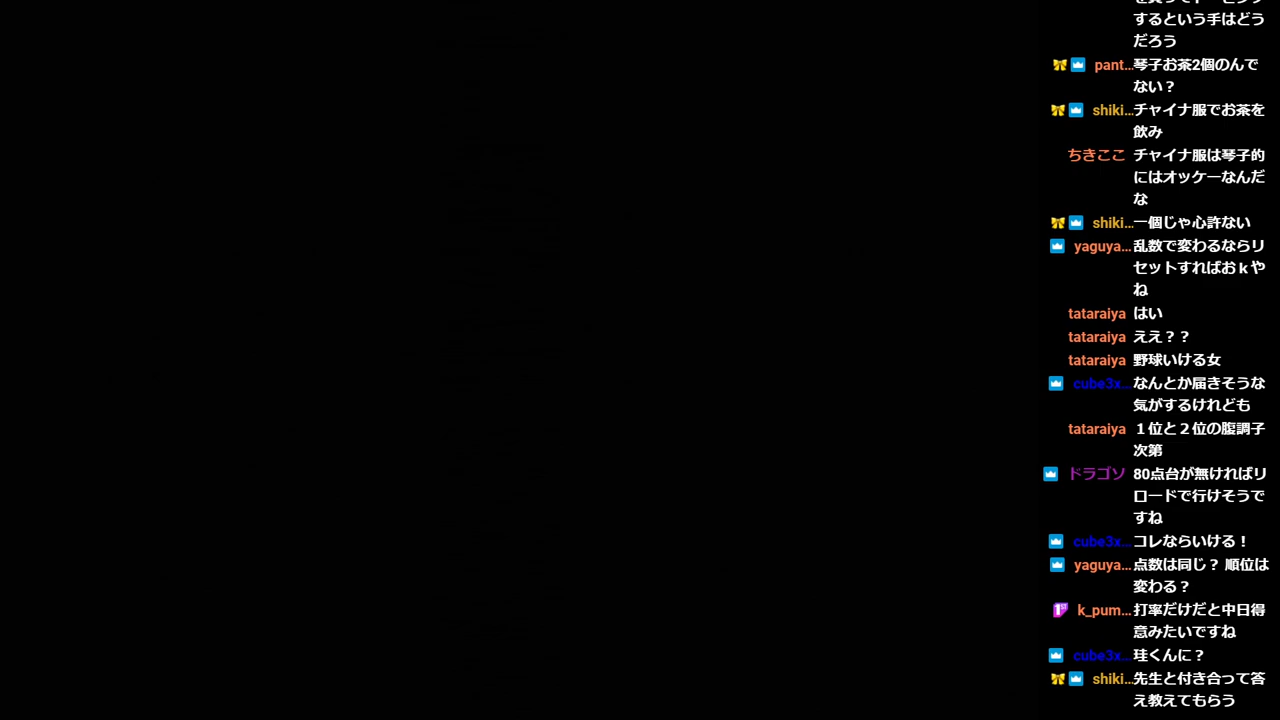 するという手はどう
だろう
pant… 琴子お茶2個のんで
ない？
shiki… チャイナ服でお茶を
飲み
ちきここ チャイナ服は琴子的
にはオッケーなんだ
な
shiki… 一個じゃ心許ない
yaguya… 乱数で変わるならリ
セットすればおｋや
ね
tataraiya はい
tataraiya ええ？？
tataraiya 野球いける女
cube3x… なんとか届きそうな
気がするけれども
tataraiya １位と２位の腹調子
次第
ドラゴソ 80点台が無ければリ
ロードで行けそうで
すね
cube3x… コレならいける！
yaguya… 点数は同じ？ 順位は
変わる？
k_pum… 打率だけだと中日得
意みたいですね
cube3x… 珪くんに？
shiki… 先生と付き合って答
え教えてもらう